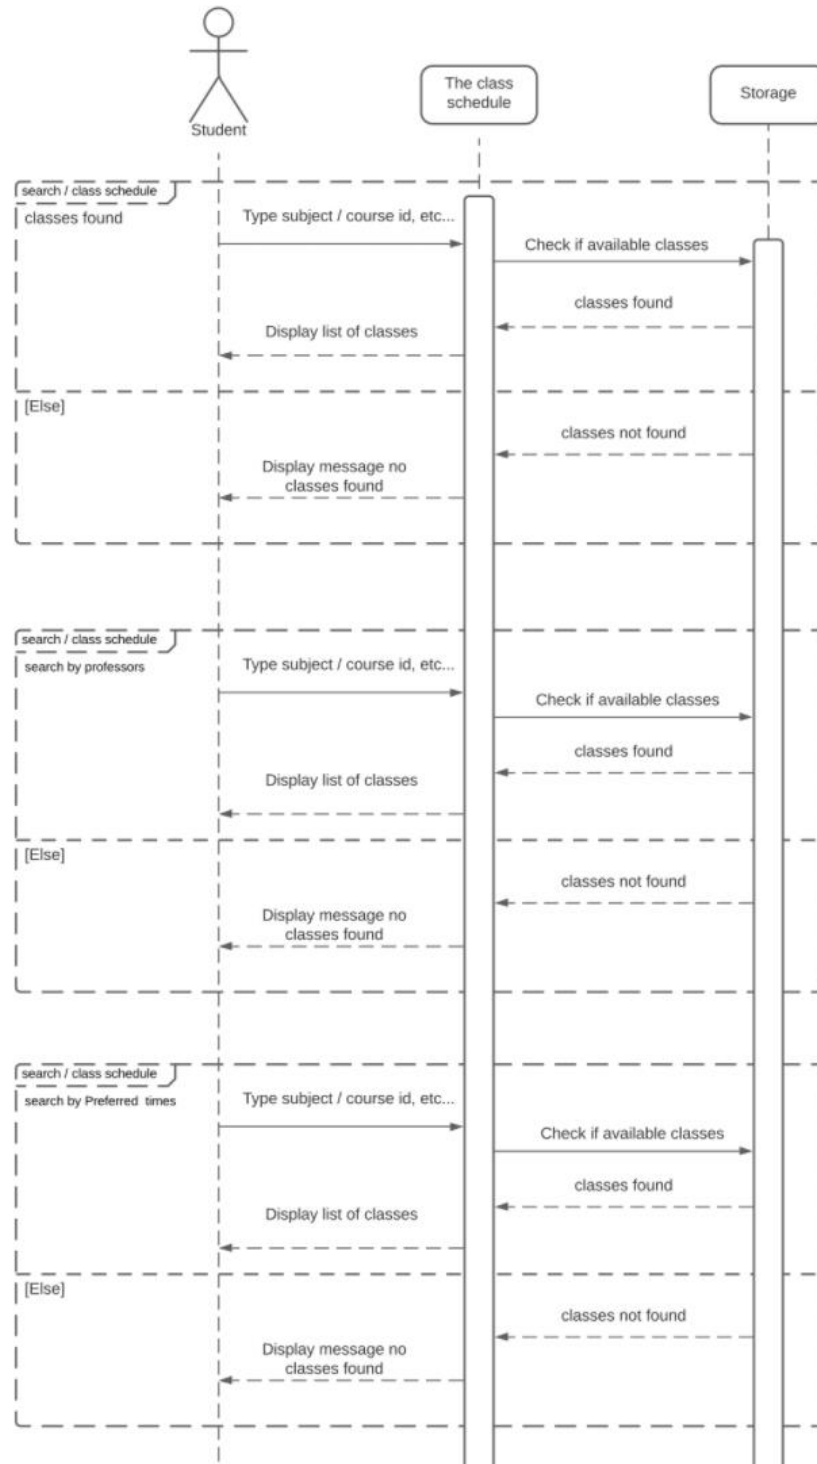 Student
The class
schedule
Storage
search / class schedule
classes found
Type subject / course id, etc...
Check if available classes
classes found
Display list of classes
[Else]
classes not found
Display message no
classes found
search / class schedule
search by professors
Type subject / course id, etc...
Check if available classes
classes found
Display list of classes
[Else]
classes not found
Display message no
classes found
search / class schedule
search by Preferred times
Type subject / course id, etc...
Check if available classes
classes found
Display list of classes
[Else]
classes not found
Display message no
classes found